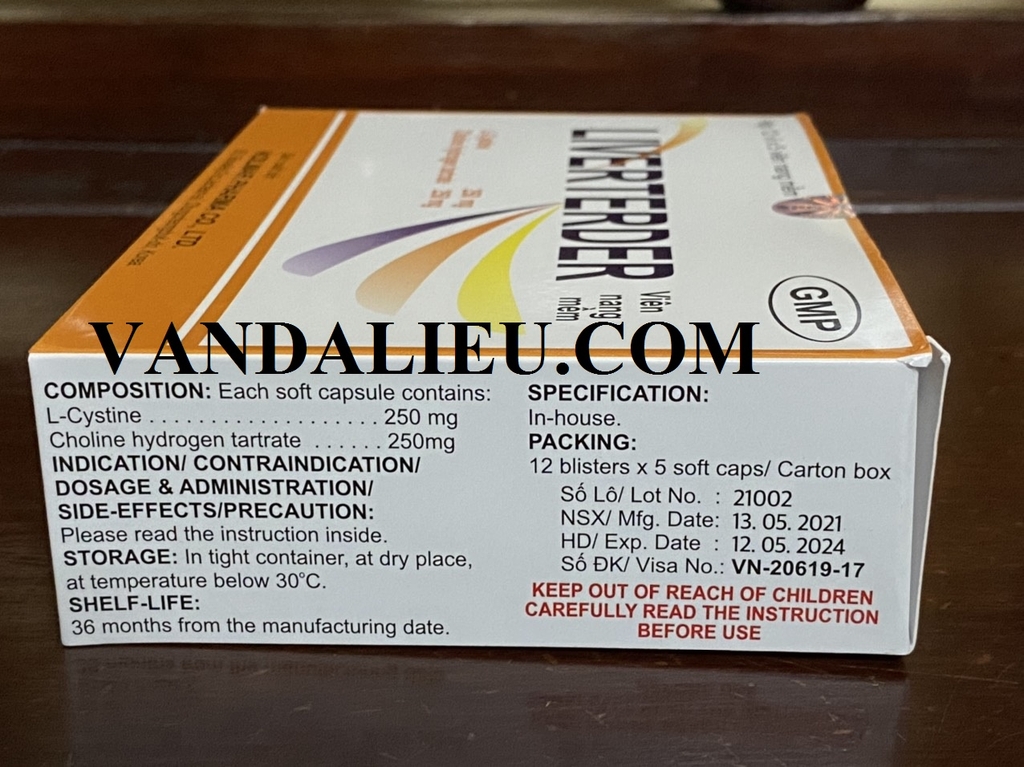 LIVERTERDER
Viên
nang
mềm
GMP
VANDALIEU.COM
COMPOSITION: Each soft capsule contains:
L-Cystine . . . . . . . . . . . . . . . . . . . 250 mg
Choline hydrogen tartrate . . . . . . 250mg
INDICATION/ CONTRAINDICATION/
DOSAGE & ADMINISTRATION/
SIDE-EFFECTS/PRECAUTION:
Please read the instruction inside.
STORAGE: In tight container, at dry place,
at temperature below 30°C.
SHELF-LIFE:
36 months from the manufacturing date.
SPECIFICATION:
In-house.
PACKING:
12 blisters x 5 soft caps/ Carton box
Số Lô/ Lot No. : 21002
NSX/ Mfg. Date: 13. 05. 2021
HD/ Exp. Date : 12. 05. 2024
Số ĐK/ Visa No.: VN-20619-17
KEEP OUT OF REACH OF CHILDREN
CAREFULLY READ THE INSTRUCTION
BEFORE USE